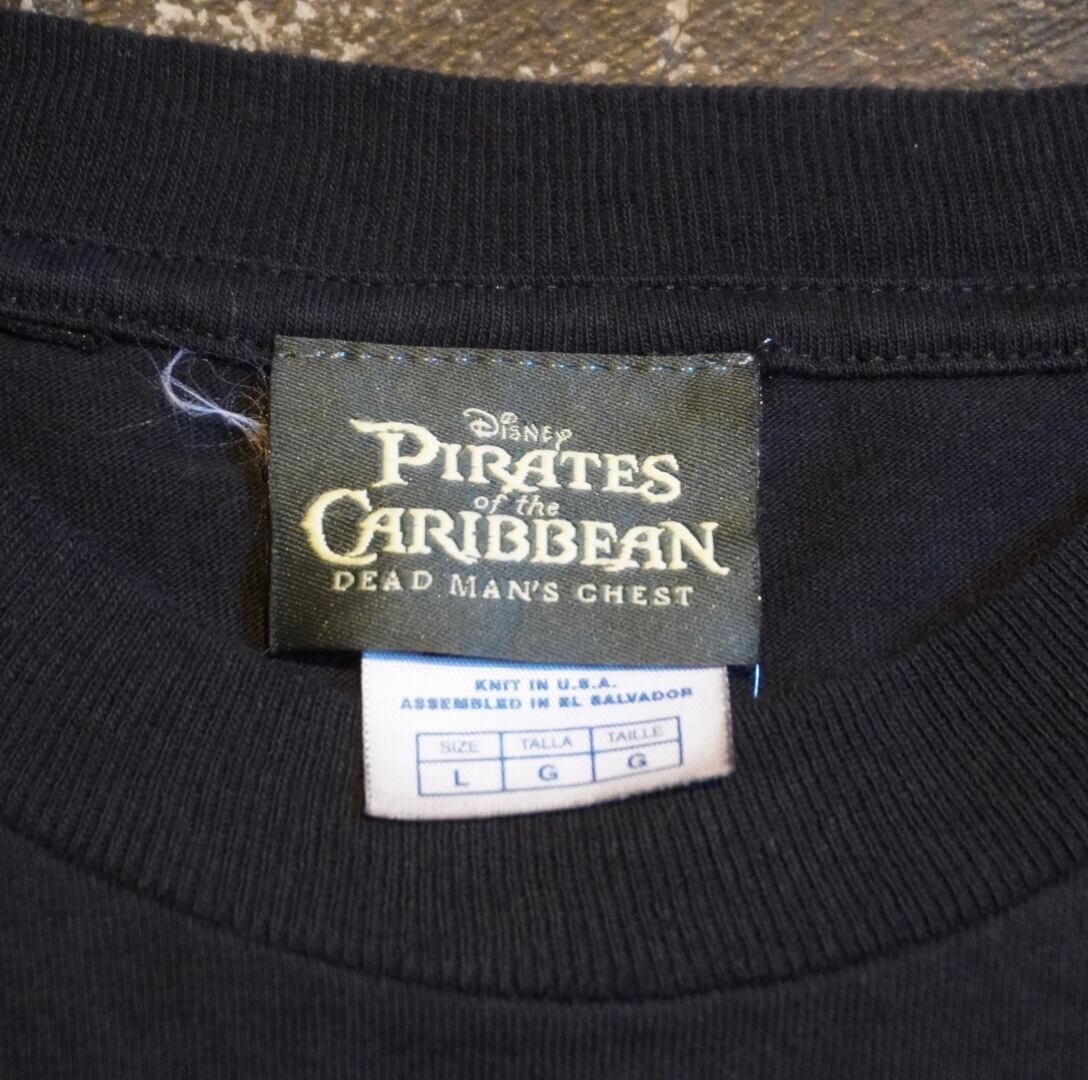 Disney
PIRATES
of the
CARIBBEAN
DEAD MAN'S CHEST
KNIT IN U.S.A.
ASSEMBLED IN EL SALVADOR
SIZE TALLA TAILLE
L G G